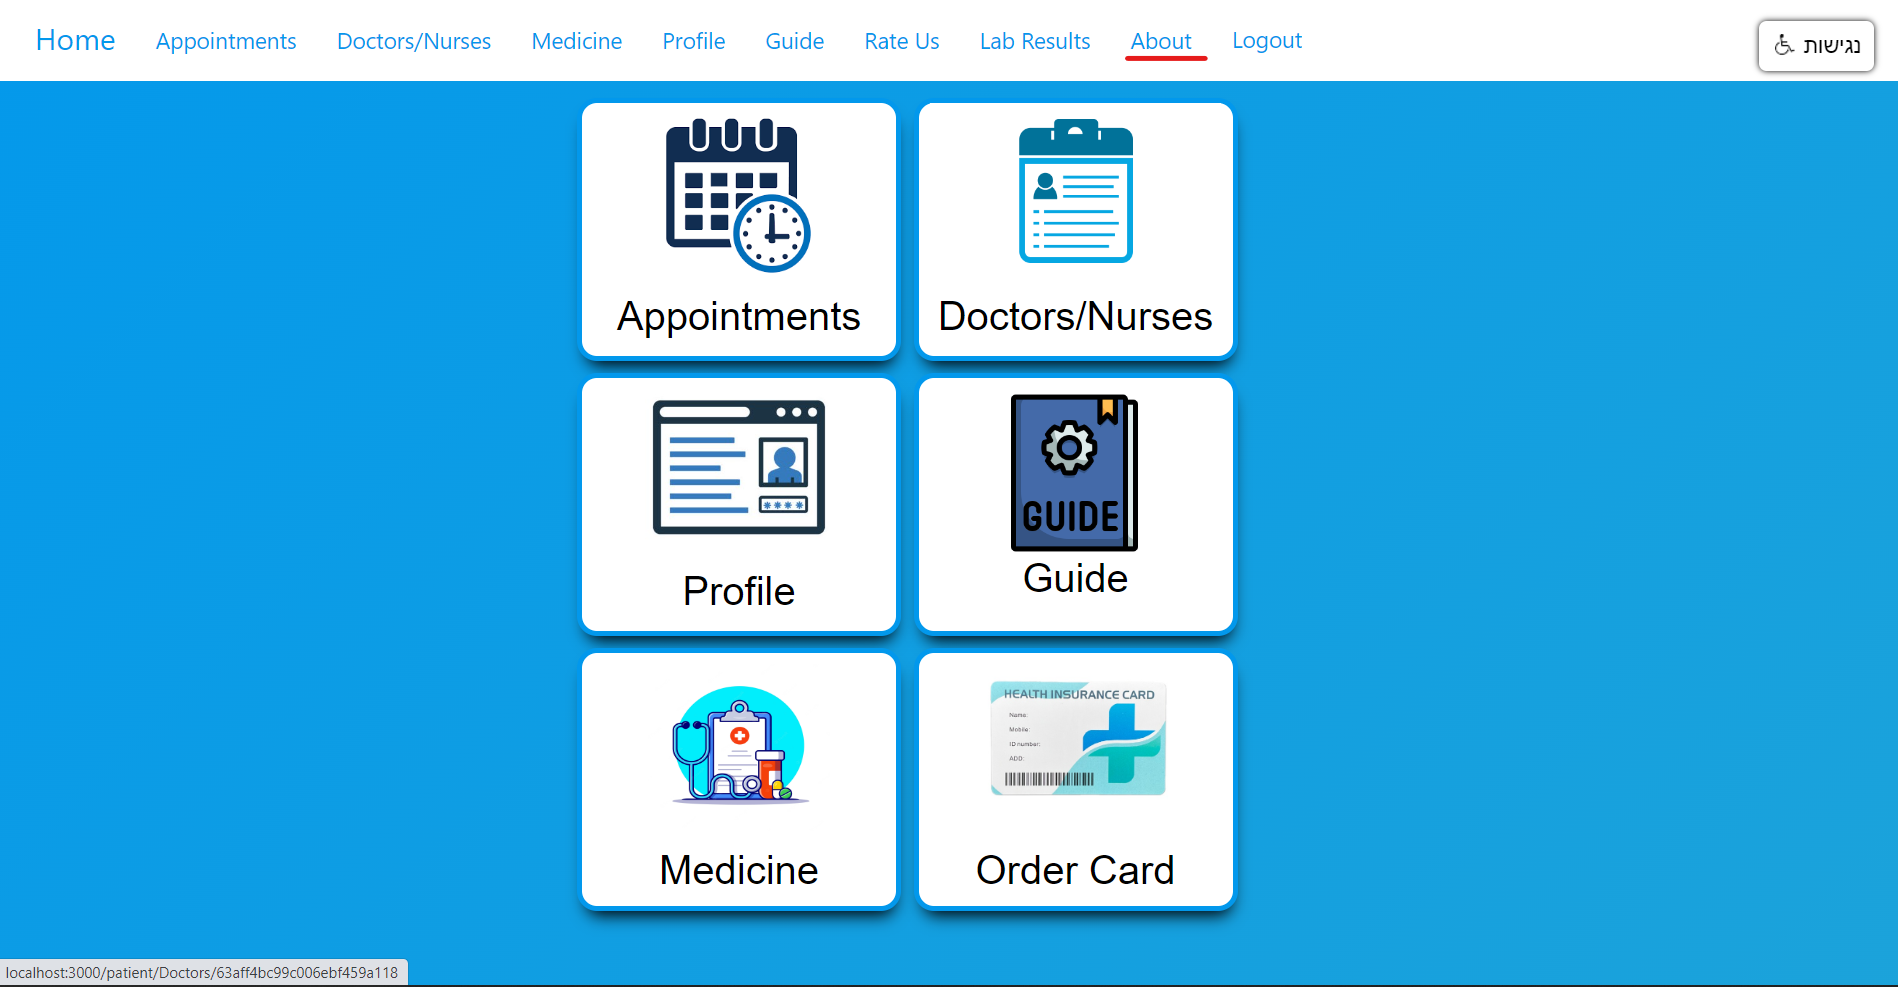 Home Appointments Doctors/Nurses Medicine Profile Guide Rate Us Lab Results About Logout
נגישות
Appointments
Doctors/Nurses
Profile
GUIDE
Guide
HEALTH INSURANCE CARD
Name:
Mobile:
ID number:
ADD:
Medicine
Order Card
localhost:3000/patient/Doctors/63aff4bc99c006ebf459a118